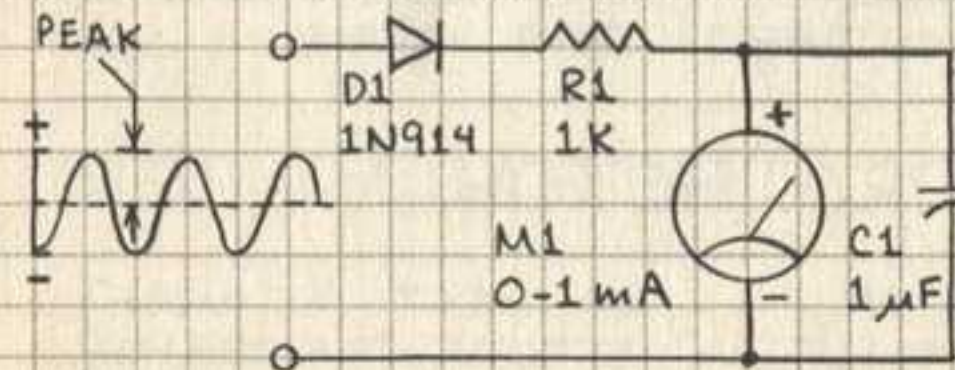 PEAK
+
-
D1
1N914
R1
1K
+
-
M1
0-1mA
C1
1µF